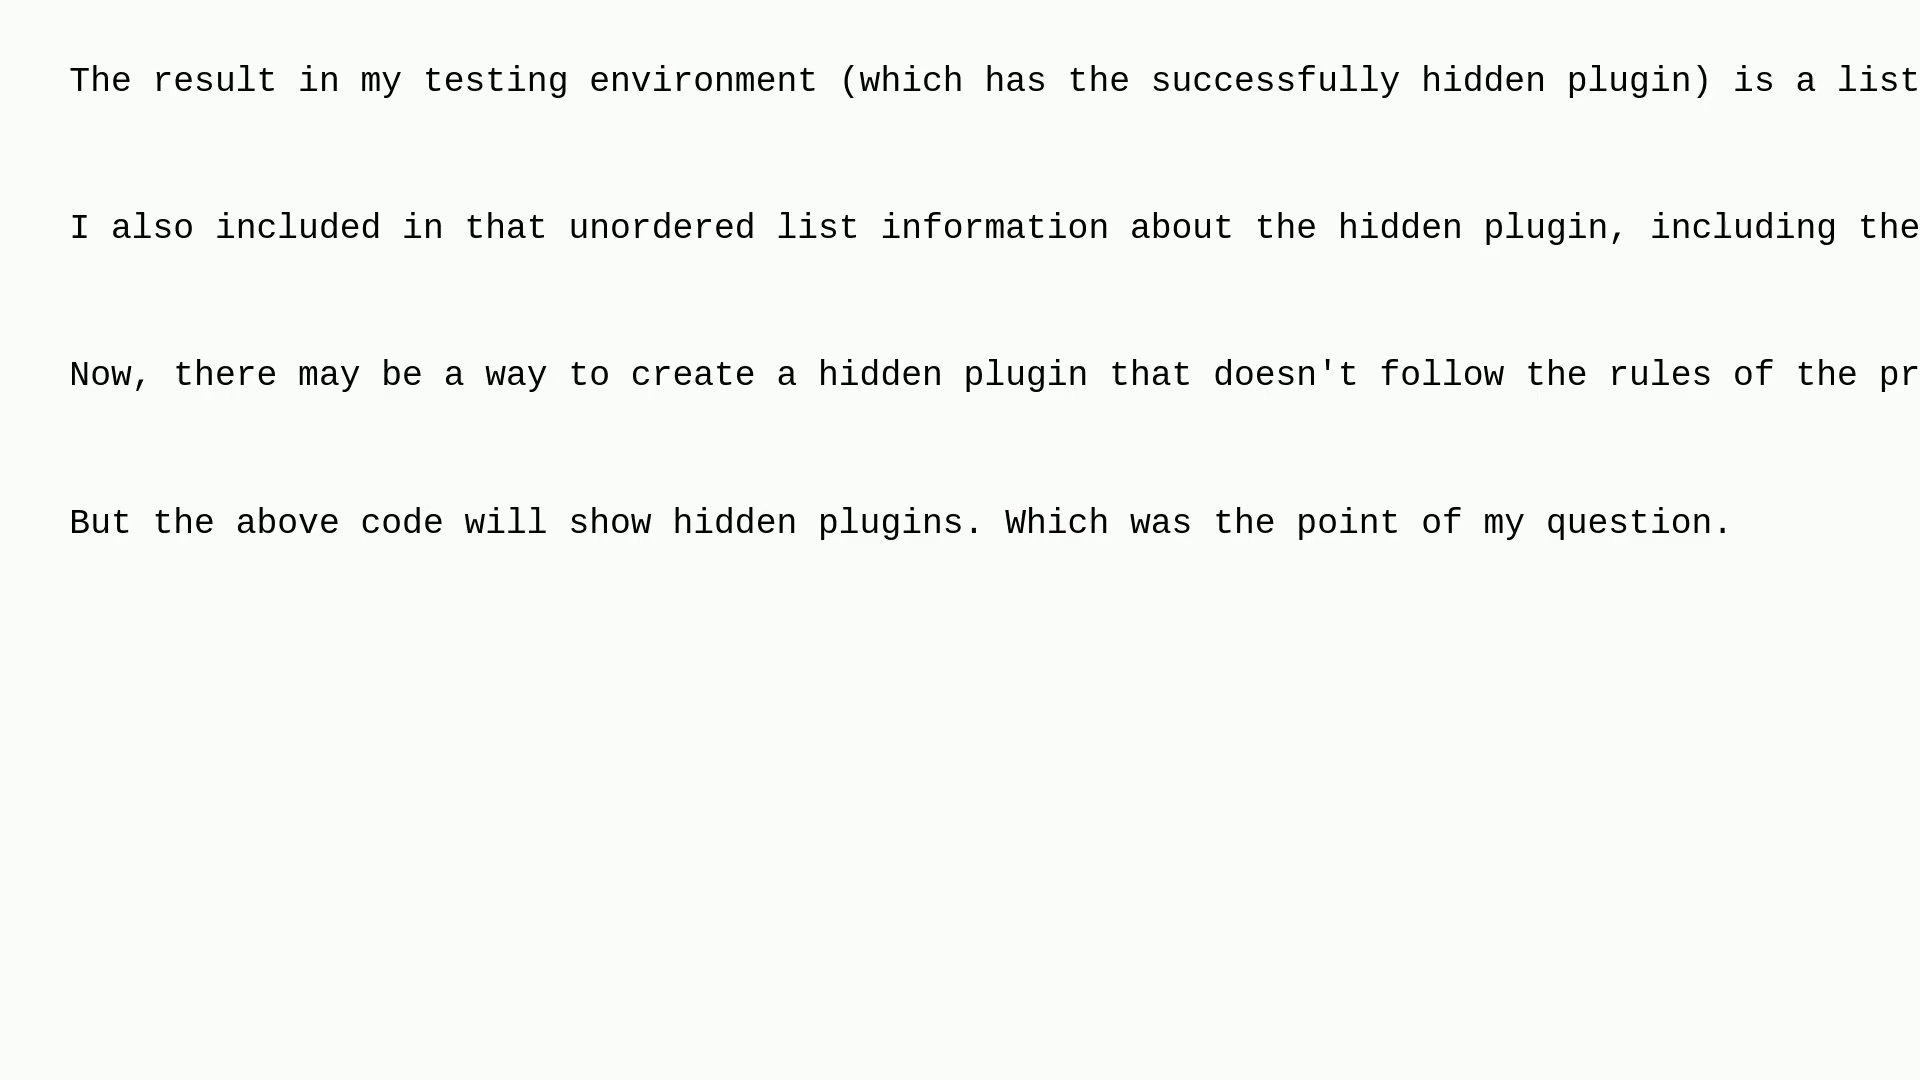 The result in my testing environment (which has the successfully hidden plugin) is a list
I also included in that unordered list information about the hidden plugin, including the
Now, there may be a way to create a hidden plugin that doesn't follow the rules of the pr
But the above code will show hidden plugins. Which was the point of my question.